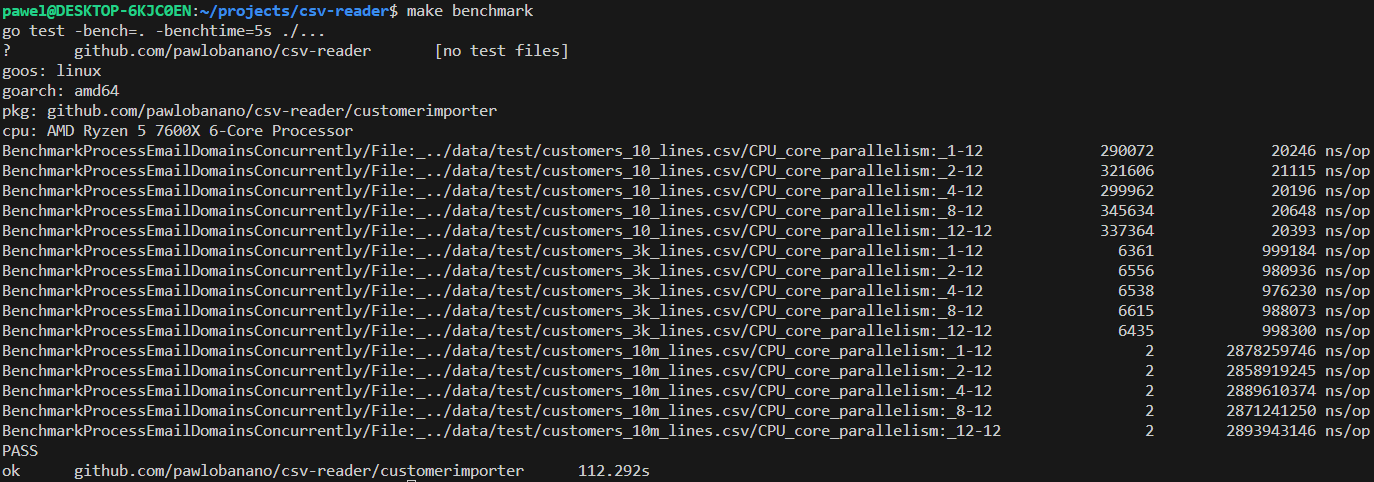 pawel@DESKTOP-6KJC0EN:~/projects/csv-reader$ make benchmark
go test -bench=. -benchtime=5s ./...
?       github.com/pawlobanano/csv-reader       [no test files]
goos: linux
goarch: amd64
pkg: github.com/pawlobanano/csv-reader/customerimporter
cpu: AMD Ryzen 5 7600X 6-Core Processor
BenchmarkProcessEmailDomainsConcurrently/File:_../data/test/customers_10_lines.csv/CPU_core_parallelism:_1-12             290072             20246 ns/op
BenchmarkProcessEmailDomainsConcurrently/File:_../data/test/customers_10_lines.csv/CPU_core_parallelism:_2-12             321606             21115 ns/op
BenchmarkProcessEmailDomainsConcurrently/File:_../data/test/customers_10_lines.csv/CPU_core_parallelism:_4-12             299962             20196 ns/op
BenchmarkProcessEmailDomainsConcurrently/File:_../data/test/customers_10_lines.csv/CPU_core_parallelism:_8-12             345634             20648 ns/op
BenchmarkProcessEmailDomainsConcurrently/File:_../data/test/customers_10_lines.csv/CPU_core_parallelism:_12-12            337364             20393 ns/op
BenchmarkProcessEmailDomainsConcurrently/File:_../data/test/customers_3k_lines.csv/CPU_core_parallelism:_1-12               6361            999184 ns/op
BenchmarkProcessEmailDomainsConcurrently/File:_../data/test/customers_3k_lines.csv/CPU_core_parallelism:_2-12               6556            980936 ns/op
BenchmarkProcessEmailDomainsConcurrently/File:_../data/test/customers_3k_lines.csv/CPU_core_parallelism:_4-12               6538            976230 ns/op
BenchmarkProcessEmailDomainsConcurrently/File:_../data/test/customers_3k_lines.csv/CPU_core_parallelism:_8-12               6615            988073 ns/op
BenchmarkProcessEmailDomainsConcurrently/File:_../data/test/customers_3k_lines.csv/CPU_core_parallelism:_12-12              6435            998300 ns/op
BenchmarkProcessEmailDomainsConcurrently/File:_../data/test/customers_10m_lines.csv/CPU_core_parallelism:_1-12                 2        2878259746 ns/op
BenchmarkProcessEmailDomainsConcurrently/File:_../data/test/customers_10m_lines.csv/CPU_core_parallelism:_2-12                 2        2858919245 ns/op
BenchmarkProcessEmailDomainsConcurrently/File:_../data/test/customers_10m_lines.csv/CPU_core_parallelism:_4-12                 2        2889610374 ns/op
BenchmarkProcessEmailDomainsConcurrently/File:_../data/test/customers_10m_lines.csv/CPU_core_parallelism:_8-12                 2        2871241250 ns/op
BenchmarkProcessEmailDomainsConcurrently/File:_../data/test/customers_10m_lines.csv/CPU_core_parallelism:_12-12                2        2893943146 ns/op
PASS
ok      github.com/pawlobanano/csv-reader/customerimporter      112.292s